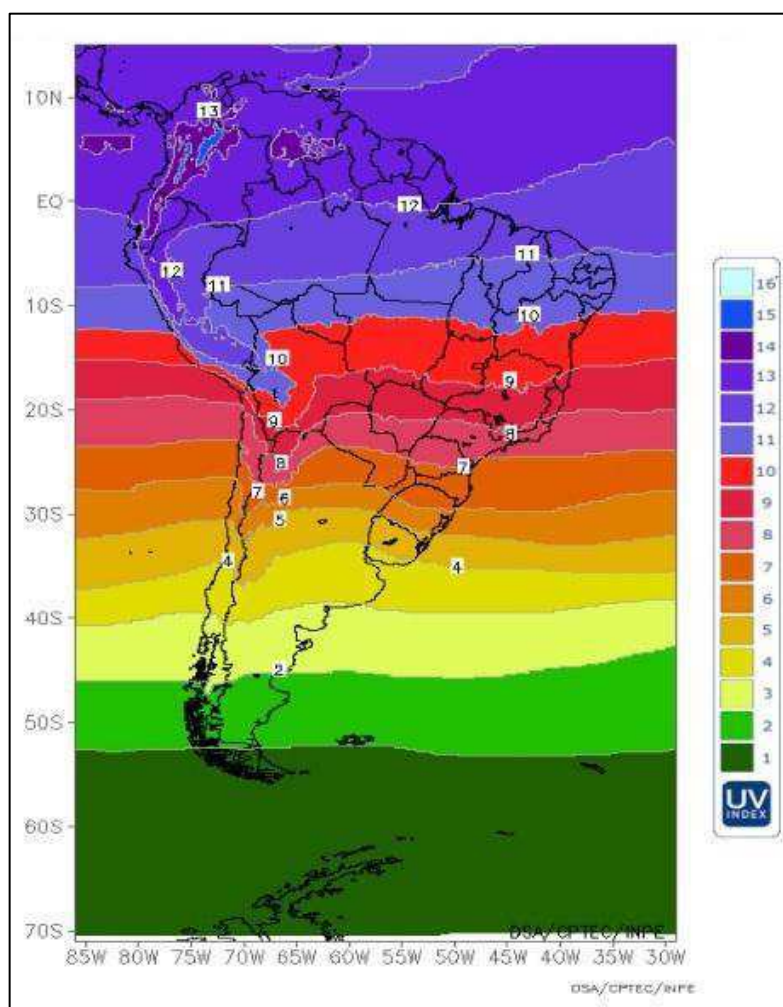 10N
EQ
10S
20S
30S
40S
50S
60S
70S
85W 80W 75W 70W 65W 60W 55W 50W 45W 40W 35W 30W
13
12
12
11
11
10
10
9
9
8
8
7
7
6
5
4
4
2
16
15
14
13
12
11
10
9
8
7
6
5
4
3
2
1
UV
INDEX
DSA/CPTEC/INPE
DSA/CPTEC/INPE